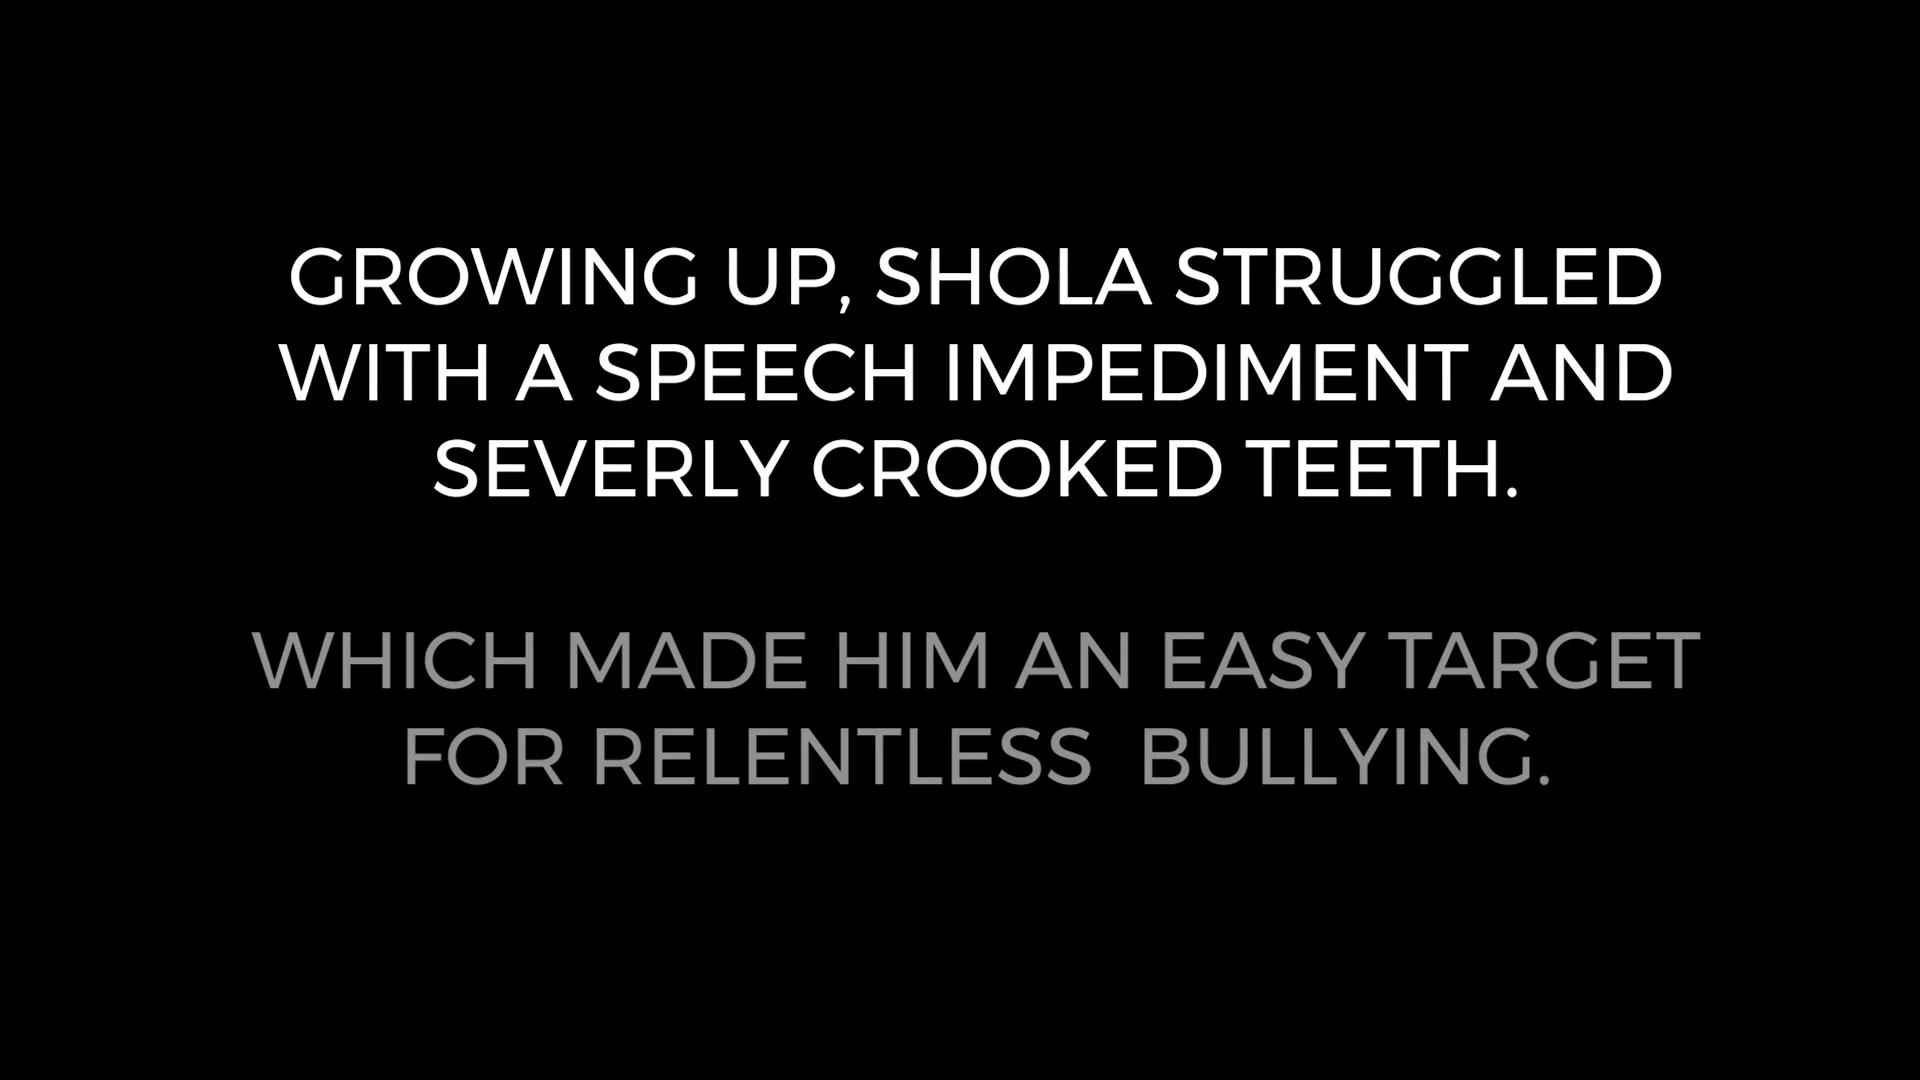 GROWING UP, SHOLA STRUGGLED
WITH A SPEECH IMPEDIMENT AND
SEVERLY CROOKED TEETH.
WHICH MADE HIM AN EASY TARGET
FOR RELENTLESS  BULLYING.